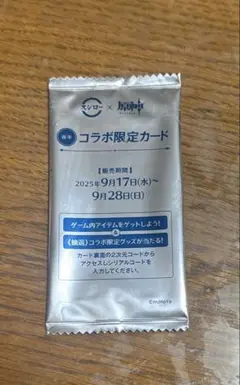 スシロー × 原神
コラボ限定カード
【販売期間】
2025年9月17日(水)～
9月28日(日)
ゲーム内アイテムをゲットしよう!
&
《抽選》コラボ限定グッズが当たる!
カード裏面の2次元コードから
アクセスしシリアルコードを
入力してください。